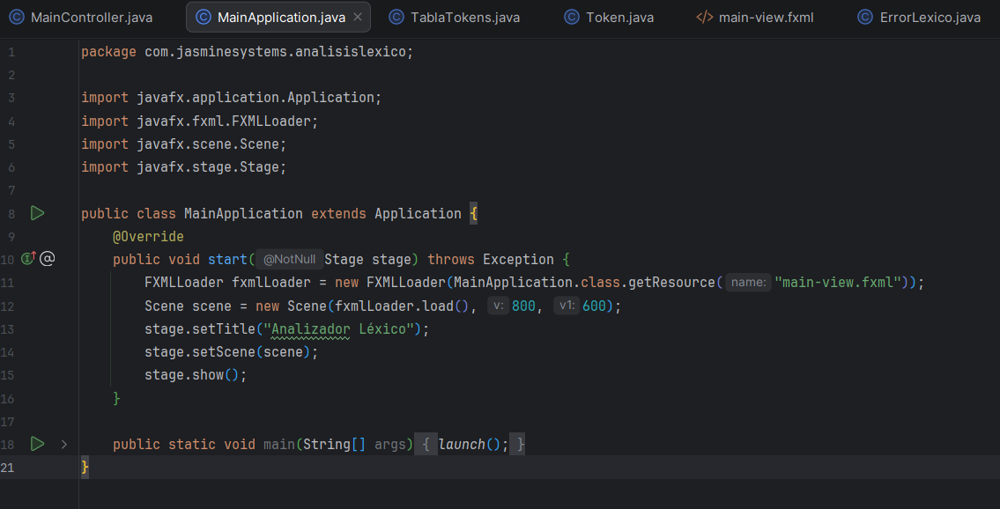 MainController.java MainApplication.java TablaTokens.java Token.java </> main-view.fxml ErrorLexico.java
1 package com.jasminesystems.analisislexico;
2
3 import javafx.application.Application;
4 import javafx.fxml.FXMLLoader;
5 import javafx.scene.Scene;
6 import javafx.stage.Stage;
7
8 public class MainApplication extends Application {
9 @Override
10 @ public void start( @NotNull Stage stage) throws Exception {
11 FXMLLoader fxmlLoader = new FXMLLoader(MainApplication.class.getResource( name: "main-view.fxml"));
12 Scene scene = new Scene(fxmlLoader.load(), v: 800, v1: 600);
13 stage.setTitle("Analizador Léxico");
14 stage.setScene(scene);
15 stage.show();
16 }
17
18 public static void main(String[] args) { launch(); }
21 }